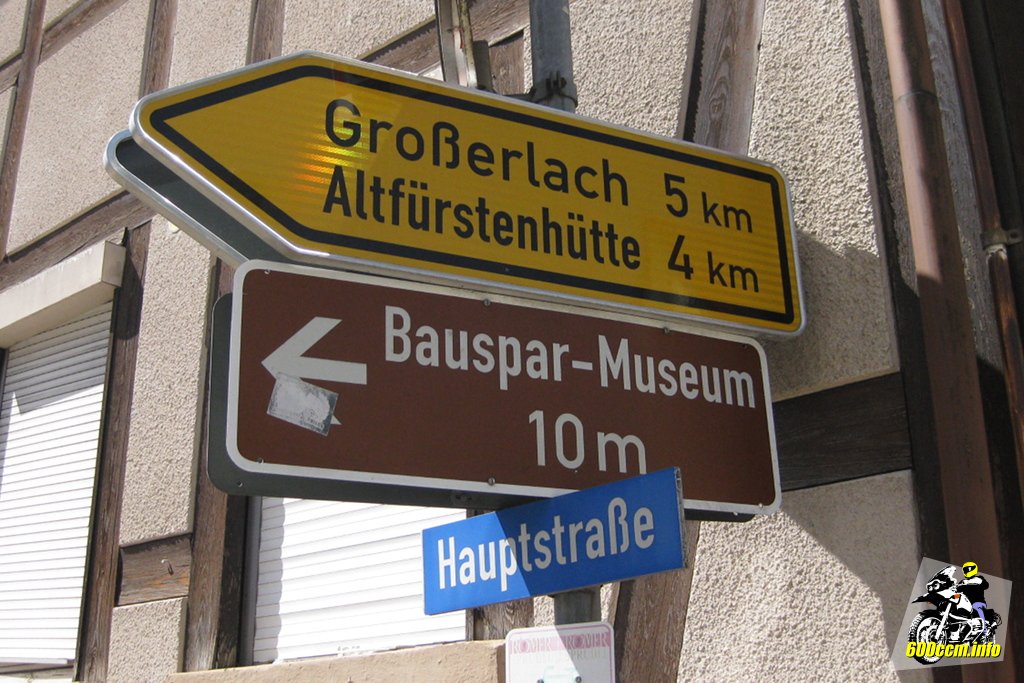 Großerlach 5 km
Altfürstenhütte 4 km
Bauspar-Museum
10 m
Hauptstraße
600ccm.info